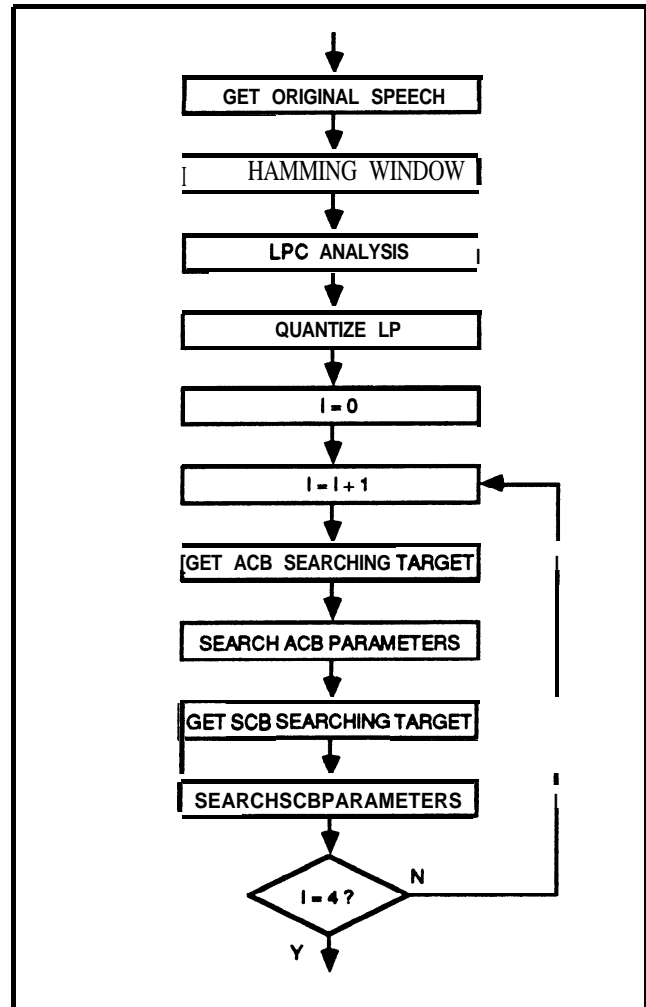 GET ORIGINAL SPEECH
HAMMING WINDOW
LPC ANALYSIS
QUANTIZE LP
I = 0
I = I + 1
GET ACB SEARCHING TARGET
SEARCH ACB PARAMETERS
GET SCB SEARCHING TARGET
SEARCHSCBPARAMETERS
I = 4 ?
N
Y